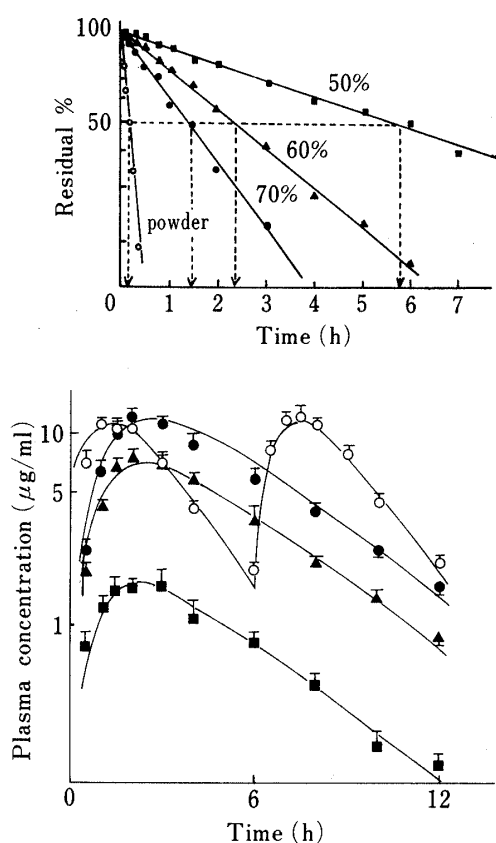 100
50%
50
60%
70%
powder
Residual %
0 1 2 3 4 5 6 7
Time (h)
10
5
1
Plasma concentration (μg/ml)
0 6 12
Time (h)